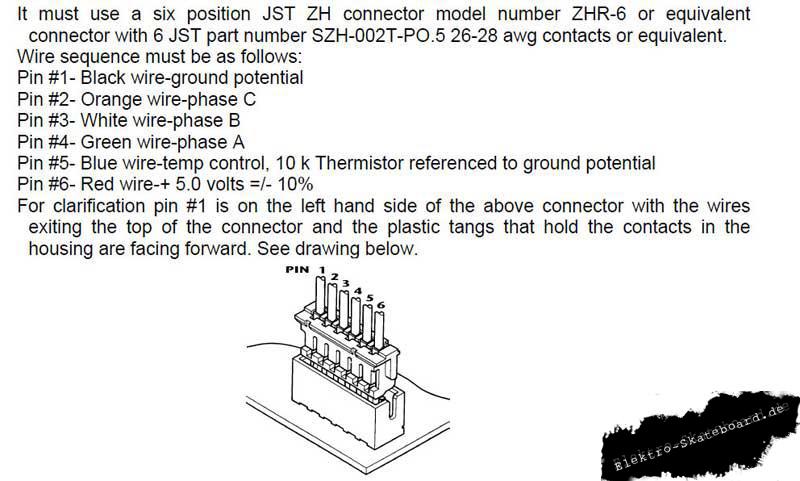 It must use a six position JST ZH connector model number ZHR-6 or equivalent
connector with 6 JST part number SZH-002T-PO.5 26-28 awg contacts or equivalent.
Wire sequence must be as follows:
Pin #1- Black wire-ground potential
Pin #2- Orange wire-phase C
Pin #3- White wire-phase B
Pin #4- Green wire-phase A
Pin #5- Blue wire-temp control, 10 k Thermistor referenced to ground potential
Pin #6- Red wire-+ 5.0 volts =/- 10%
For clarification pin #1 is on the left hand side of the above connector with the wires
exiting the top of the connector and the plastic tangs that hold the contacts in the
housing are facing forward. See drawing below.
PIN 1 2 3 4 5 6
Elektro-Skateboard.de